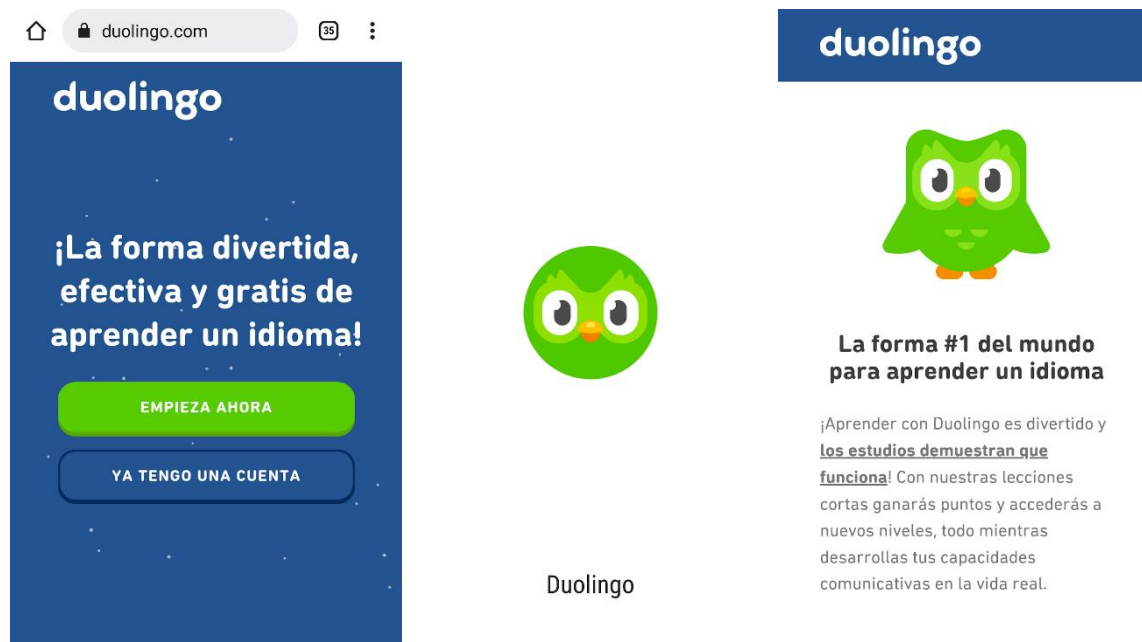 duolingo.com
35
duolingo
¡La forma divertida,
efectiva y gratis de
aprender un idioma!
EMPIEZA AHORA
YA TENGO UNA CUENTA
Duolingo
duolingo
La forma #1 del mundo
para aprender un idioma
¡Aprender con Duolingo es divertido y
los estudios demuestran que
funciona! Con nuestras lecciones
cortas ganarás puntos y accederás a
nuevos niveles, todo mientras
desarrollas tus capacidades
comunicativas en la vida real.